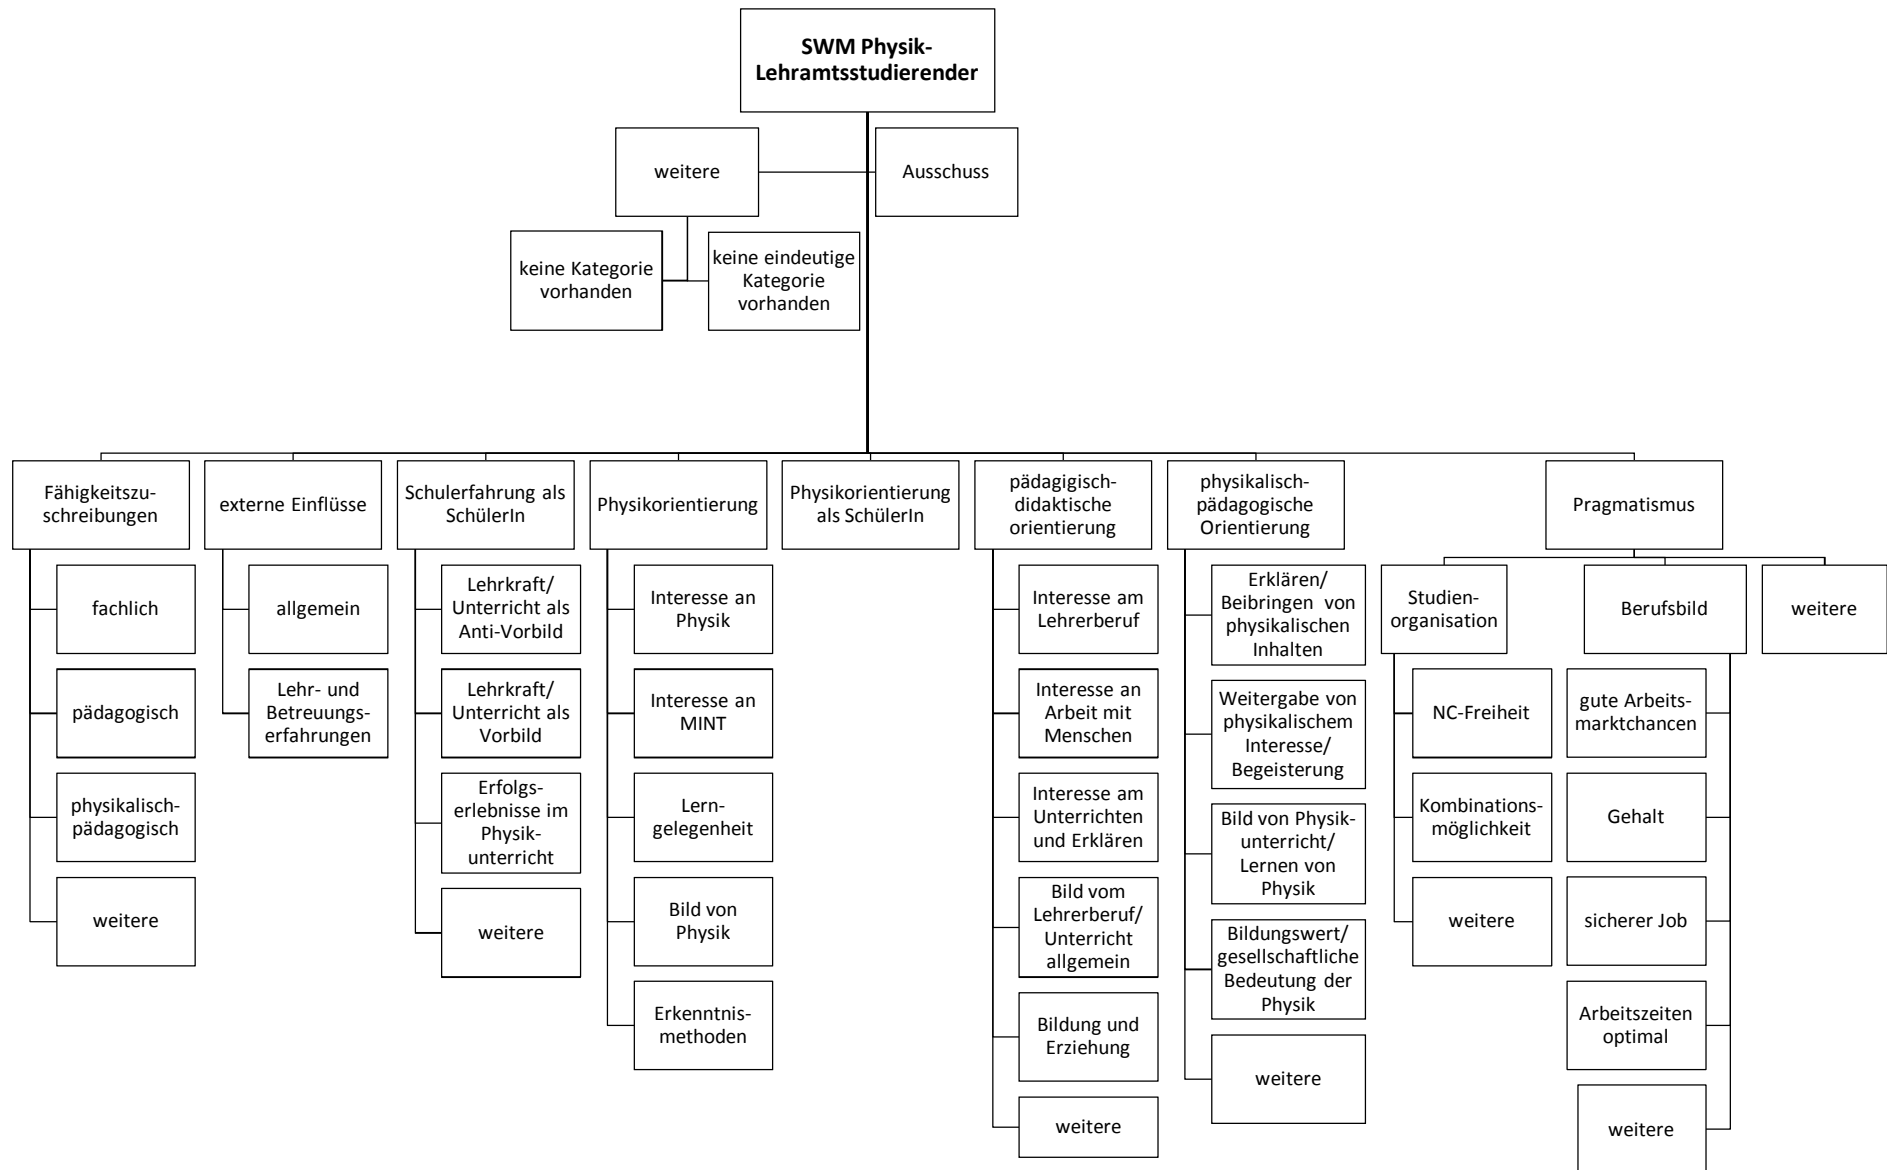 SWM Physik-
Lehramtsstudierender
weitere
Ausschuss
keine Kategorie
vorhanden
keine eindeutige
Kategorie
vorhanden
Fähigkeitszu-
schreibungen
fachlich
pädagogisch
physikalisch-
pädagogisch
weitere
externe Einflüsse
allgemein
Lehr- und
Betreuungs-
erfahrungen
Schulerfahrung als
SchülerIn
Lehrkraft/
Unterricht als
Anti-Vorbild
Lehrkraft/
Unterricht als
Vorbild
Erfolgs-
erlebnisse im
Physik-
unterricht
weitere
Physikorientierung
Interesse an
Physik
Interesse an
MINT
Lern-
gelegenheit
Bild von
Physik
Erkenntnis-
methoden
Physikorientierung
als SchülerIn
pädagigisch-
didaktische
orientierung
Interesse am
Lehrerberuf
Interesse an
Arbeit mit
Menschen
Interesse am
Unterrichten
und Erklären
Bild vom
Lehrerberuf/
Unterricht
allgemein
Bildung und
Erziehung
weitere
physikalisch-
pädagogische
Orientierung
Erklären/
Beibringen von
physikalischen
Inhalten
Weitergabe von
physikalischem
Interesse/
Begeisterung
Bild von Physik-
unterricht/
Lernen von
Physik
Bildungswert/
gesellschaftliche
Bedeutung der
Physik
weitere
Pragmatismus
Studien-
organisation
NC-Freiheit
Kombinations-
möglichkeit
weitere
Berufsbild
gute Arbeits-
marktchancen
Gehalt
sicherer Job
Arbeitszeiten
optimal
weitere
weitere